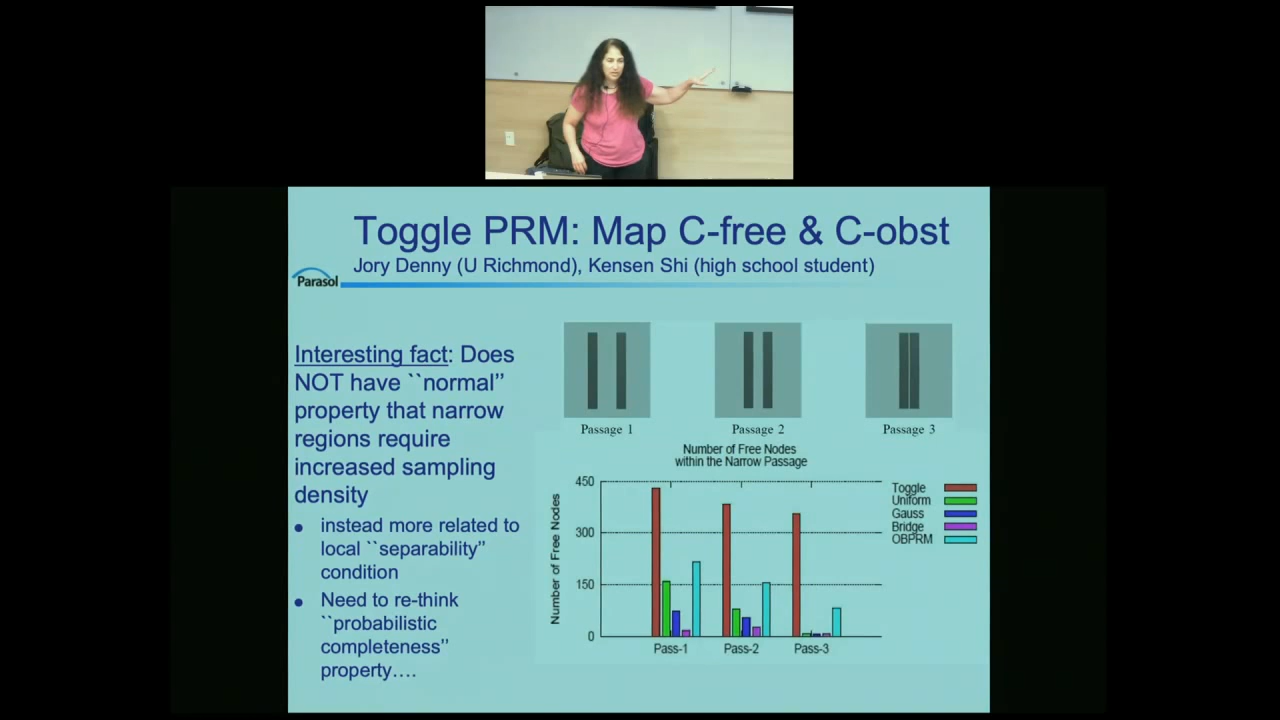 Toggle PRM: Map C-free & C-obst
Jory Denny (U Richmond), Kensen Shi (high school student)
Parasol
Interesting fact: Does
NOT have ``normal’’
property that narrow
regions require
increased sampling
density
• instead more related to
local ``separability’’
condition
• Need to re-think
``probabilistic
completeness’’
property….
Passage 1
Passage 2
Passage 3
Number of Free Nodes
within the Narrow Passage
Number of Free Nodes
450
300
150
0
Pass-1
Pass-2
Pass-3
Toggle
Uniform
Gauss
Bridge
OBPRM